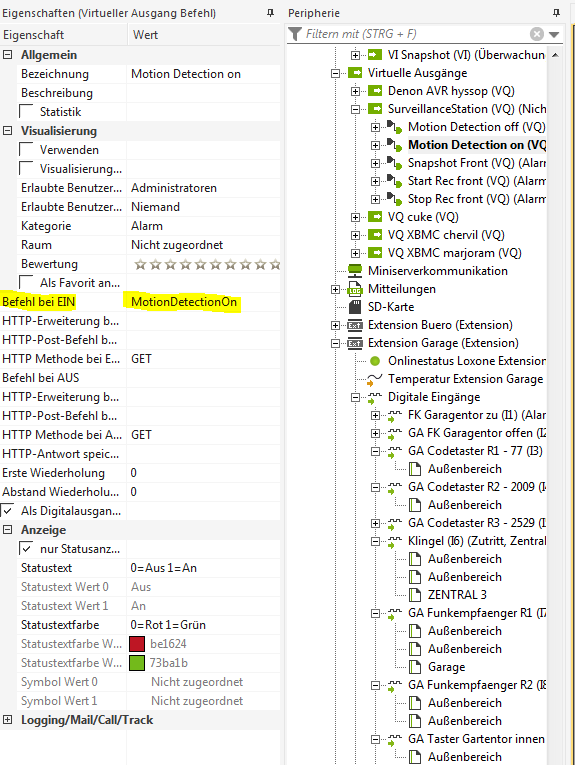 Eigenschaften (Virtueller Ausgang Befehl)
Eigenschaft Wert
Allgemein
Bezeichnung Motion Detection on
Beschreibung
Statistik
Visualisierung
Verwenden
Visualisierung...
Erlaubte Benutzer... Administratoren
Erlaubte Benutzer... Niemand
Kategorie Alarm
Raum Nicht zugeordnet
Bewertung
Als Favorit an...
Befehl bei EIN MotionDetectionOn
HTTP-Erweiterung b...
HTTP-Post-Befehl b...
HTTP Methode bei E... GET
Befehl bei AUS
HTTP-Erweiterung b...
HTTP-Post-Befehl b...
HTTP Methode bei A... GET
HTTP-Antwort speic...
Erste Wiederholung 0
Abstand Wiederholu... 0
Als Digitalausgan...
Anzeige
nur Statusanz...
Statustext 0=Aus 1=An
Statustext Wert 0 Aus
Statustext Wert 1 An
Statustextfarbe 0=Rot 1=Grün
Statustextfarbe W... be1624
Statustextfarbe W... 73ba1b
Symbol Wert 0 Nicht zugeordnet
Symbol Wert 1 Nicht zugeordnet
Logging/Mail/Call/Track
Peripherie
Filtern mit (STRG + F)
VI Snapshot (VI) (Überwachun
Virtuelle Ausgänge
Denon AVR hyssop (VQ)
SurveillanceStation (VQ) (Nich
Motion Detection off (VQ)
Motion Detection on (VQ
Snapshot Front (VQ) (Alarm
Start Rec front (VQ) (Alarm
Stop Rec front (VQ) (Alarm
VQ cuke (VQ)
VQ XBMC chervil (VQ)
VQ XBMC marjoram (VQ)
Miniserverkommunikation
Mitteilungen
SD-Karte
Extension Buero (Extension)
Extension Garage (Extension)
Onlinestatus Loxone Extension
Temperatur Extension Garage
Digitale Eingänge
FK Garagentor zu (I1) (Alar
GA FK Garagentor offen (I2
GA Codetaster R1 - 77 (I3)
Außenbereich
GA Codetaster R2 - 2009 (I4
Außenbereich
GA Codetaster R3 - 2529 (I
Klingel (I6) (Zutritt, Zentral
Außenbereich
Außenbereich
ZENTRAL 3
GA Funkempfaenger R1 (I7
Außenbereich
Außenbereich
Garage
GA Funkempfaenger R2 (I8
Außenbereich
Außenbereich
GA Taster Gartentor innen
Außenbereich